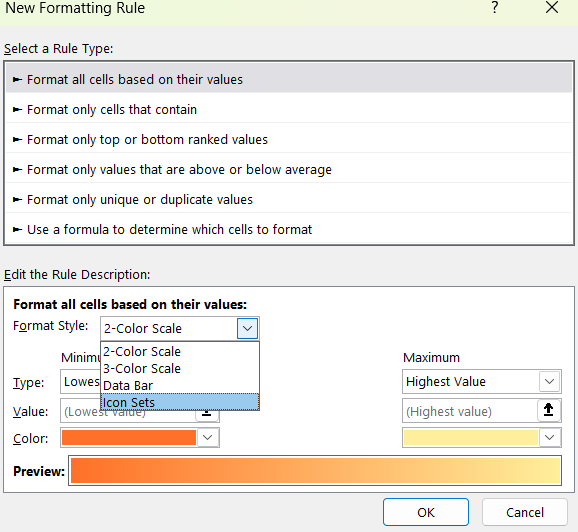 New Formatting Rule ? ×
Select a Rule Type:
► Format all cells based on their values
► Format only cells that contain
► Format only top or bottom ranked values
► Format only values that are above or below average
► Format only unique or duplicate values
► Use a formula to determine which cells to format
Edit the Rule Description:
Format all cells based on their values:
Format Style: 2-Color Scale
2-Color Scale
3-Color Scale
Data Bar
Icon Sets
Maximum
Type: Lowes Highest Value
Value: (Lowest value) (Highest value)
Color:
Preview:
OK Cancel